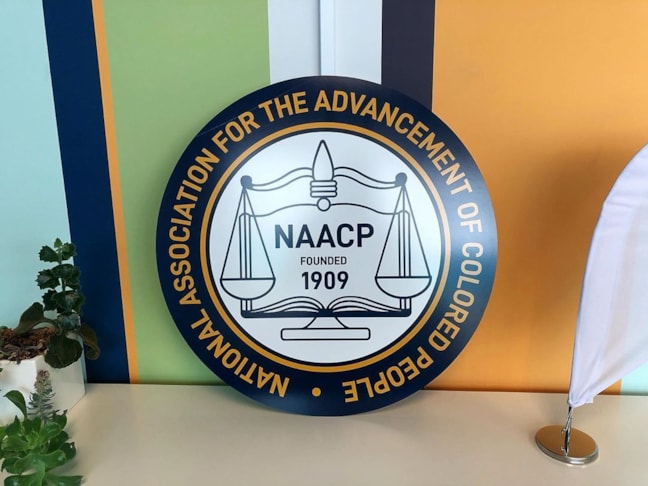 NATIONAL ASSOCIATION FOR THE ADVANCEMENT OF COLORED PEOPLE •
NAACP
FOUNDED
1909